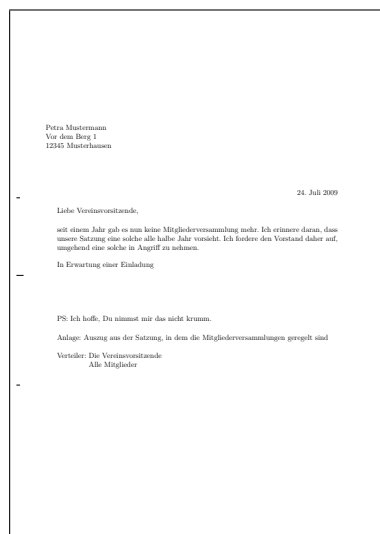 Petra Mustermann
Vor dem Berg 1
12345 Musterhausen
24. Juli 2009
Liebe Vereinsvorsitzende,
seit einem Jahr gab es nun keine Mitgliederversammlung mehr. Ich erinnere daran, dass
unsere Satzung eine solche alle halbe Jahr vorsieht. Ich fordere den Vorstand daher auf,
umgehend eine solche in Angriff zu nehmen.
In Erwartung einer Einladung
PS: Ich hoffe, Du nimmst mir das nicht krumm.
Anlage: Auszug aus der Satzung, in dem die Mitgliederversammlungen geregelt sind
Verteiler: Die Vereinsvorsitzende
Alle Mitglieder